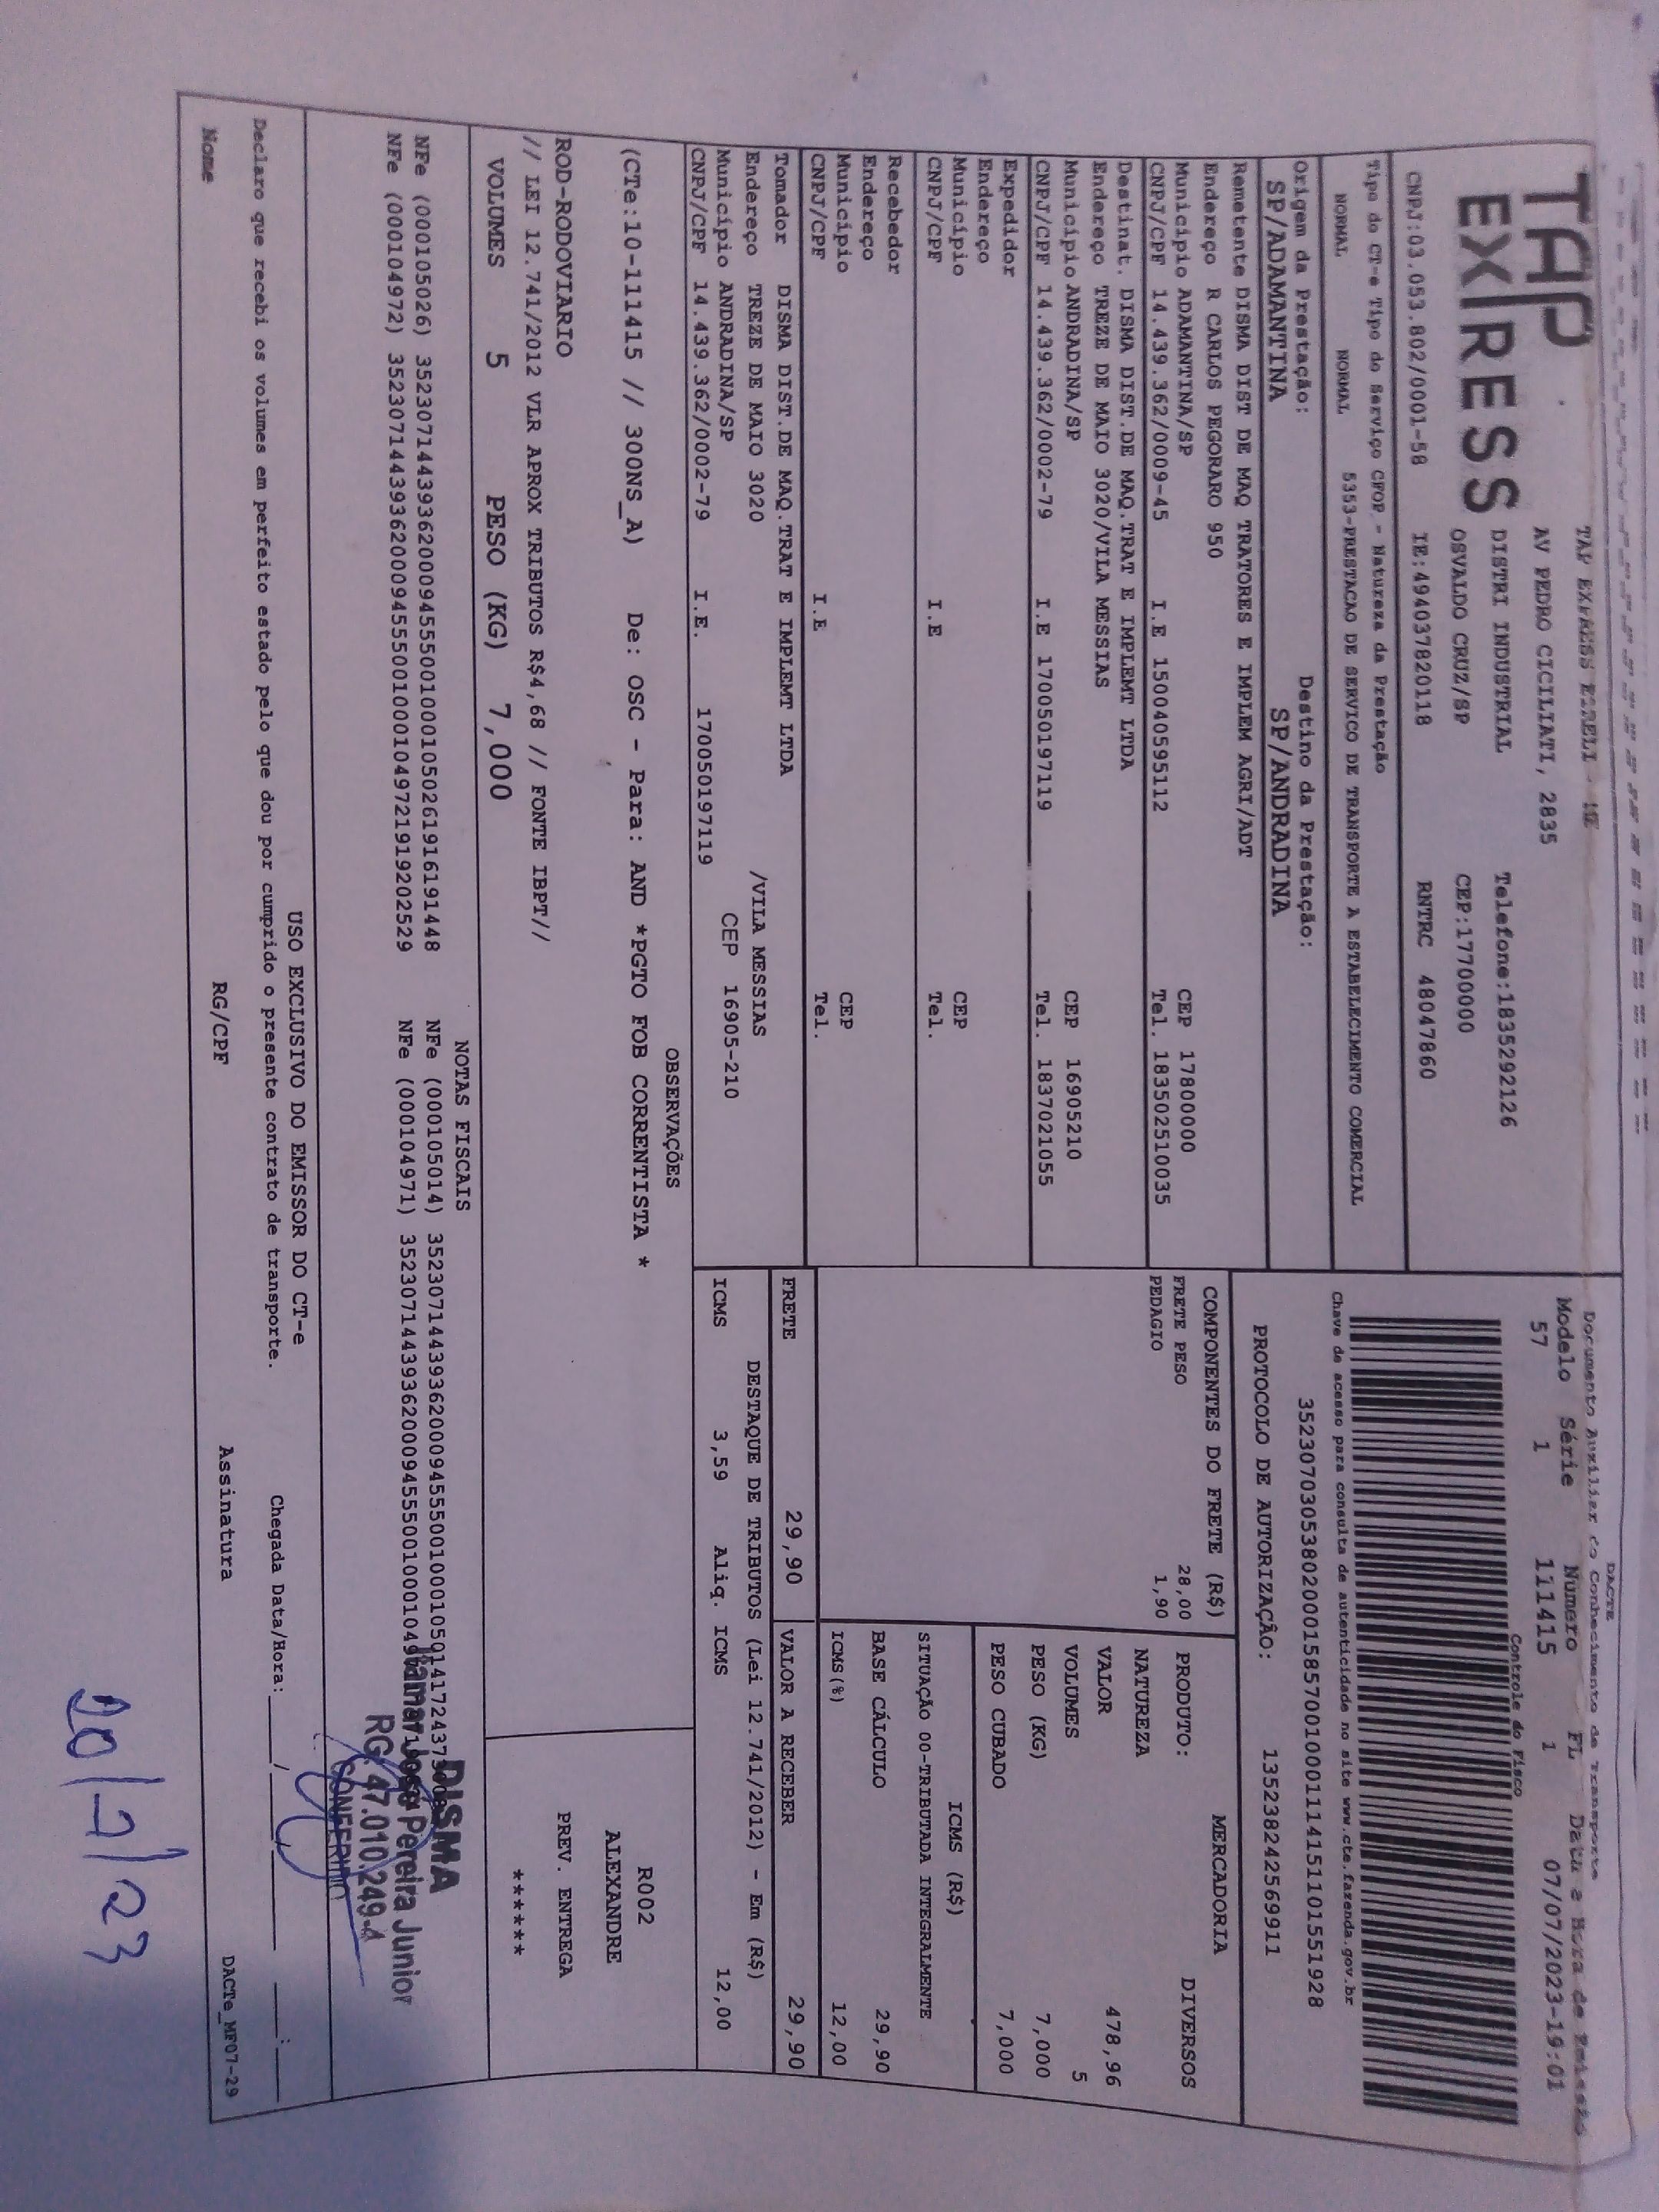 TAP
EXPRESS
TAP EXPRESS EIRELI - ME
AV PEDRO CICILIATI, 2835
DISTRI INDUSTRIAL Telefone:1835292126
OSVALDO CRUZ/SP CEP:17700000
CNPJ:03.053.802/0001-58 IE:494037820118 RNTRC 48047860
DACTE
Documento Auxiliar do Conhecimento de Transporte
Modelo Série Número FL Data e Hora de Emissão
57 1 111415 1 07/07/2023-19:01
Controle do Fisco
Chave de acesso para consulta de autenticidade no site www.cte.fazenda.gov.br
35230703053802000158570010001114151101551928
PROTOCOLO DE AUTORIZAÇÃO: 135238242569911
Tipo do CT-e Tipo do Serviço CFOP - Natureza da Prestação
NORMAL NORMAL 5353-PRESTACAO DE SERVICO DE TRANSPORTE A ESTABELECIMENTO COMERCIAL
Origem da Prestação: Destino da Prestação:
SP/ADAMANTINA SP/ANDRADINA
Remetente DISMA DIST DE MAQ TRATORES E IMPLEM AGRI/ADT
Endereço R CARLOS PEGORARO 950
Município ADAMANTINA/SP CEP 17800000
CNPJ/CPF 14.439.362/0009-45 I.E 150040595112 Tel. 183502510035
Destinat. DISMA DIST.DE MAQ.TRAT E IMPLEMT LTDA
Endereço TREZE DE MAIO 3020/VILA MESSIAS
Município ANDRADINA/SP CEP 16905210
CNPJ/CPF 14.439.362/0002-79 I.E 170050197119 Tel. 1837021055
Expedidor
Endereço
Município CEP
CNPJ/CPF I.E Tel.
Recebedor
Endereço
Município CEP
CNPJ/CPF I.E Tel.
Tomador DISMA DIST.DE MAQ.TRAT E IMPLEMT LTDA
Endereço TREZE DE MAIO 3020 /VILA MESSIAS
Município ANDRADINA/SP CEP 16905-210
CNPJ/CPF 14.439.362/0002-79 I.E. 170050197119
COMPONENTES DO FRETE (R$)
FRETE PESO 28,00
PEDAGIO 1,90
MERCADORIA
PRODUTO: DIVERSOS
NATUREZA
VALOR 478,96
VOLUMES 5
PESO (KG) 7,000
PESO CUBADO 7,000
ICMS (R$)
SITUAÇÃO 00-TRIBUTADA INTEGRALMENTE
BASE CÁLCULO 29,90
ICMS(%) 12,00
FRETE 29,90 VALOR A RECEBER 29,90
DESTAQUE DE TRIBUTOS (Lei 12.741/2012) - Em (R$)
ICMS 3,59 Aliq. ICMS 12,00
OBSERVAÇÕES
(CTe:10-111415 // 300NS_A) De: OSC - Para: AND *PGTO FOB CORRENTISTA *
ROD-RODOVIARIO
// LEI 12.741/2012 VLR APROX TRIBUTOS R$4,68 // FONTE IBPT//
R002
ALEXANDRE
PREV. ENTREGA
******
VOLUMES 5 PESO (KG) 7,000
NOTAS FISCAIS
NFe (000105026) 35230714439362000945550010001050261916191448 NFe (000105014)
NFe (000104972) 35230714439362000945550010001049721919202529 NFe (000104971)
DISMA
Itamar José Pereira Junior
RG: 47.010.249-4
CONFERIDO
USO EXCLUSIVO DO EMISSOR DO CT-e
Declaro que recebi os volumes em perfeito estado pelo que dou por cumprido o presente contrato de transporte. Chegada Data/Hora: ____/____/____ ___:___
Nome RG/CPF Assinatura DACTe_MF07-29
20/7/23